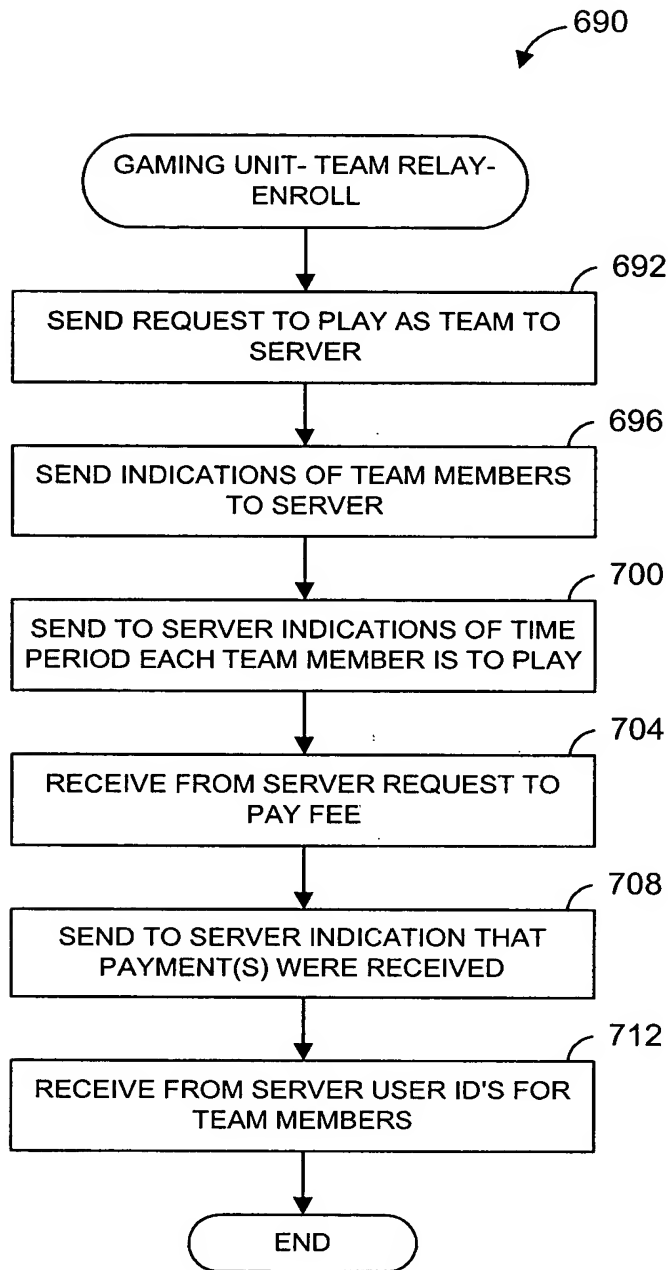 690
GAMING UNIT- TEAM RELAY-
ENROLL
692
SEND REQUEST TO PLAY AS TEAM TO
SERVER
696
SEND INDICATIONS OF TEAM MEMBERS
TO SERVER
700
SEND TO SERVER INDICATIONS OF TIME
PERIOD EACH TEAM MEMBER IS TO PLAY
704
RECEIVE FROM SERVER REQUEST TO
PAY FEE
708
SEND TO SERVER INDICATION THAT
PAYMENT(S) WERE RECEIVED
712
RECEIVE FROM SERVER USER ID'S FOR
TEAM MEMBERS
END